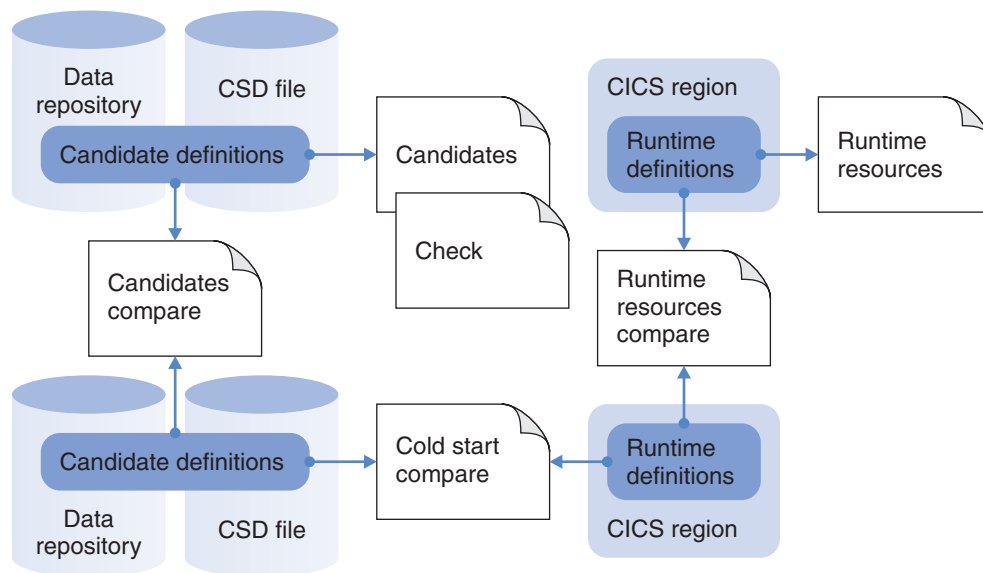 Data
repository
CSD file
Candidate definitions
Candidates
Check
Candidates
compare
CICS region
Runtime
definitions
Runtime
resources
Runtime
resources
compare
Candidate definitions
Data
repository
CSD file
Cold start
compare
Runtime
definitions
CICS region